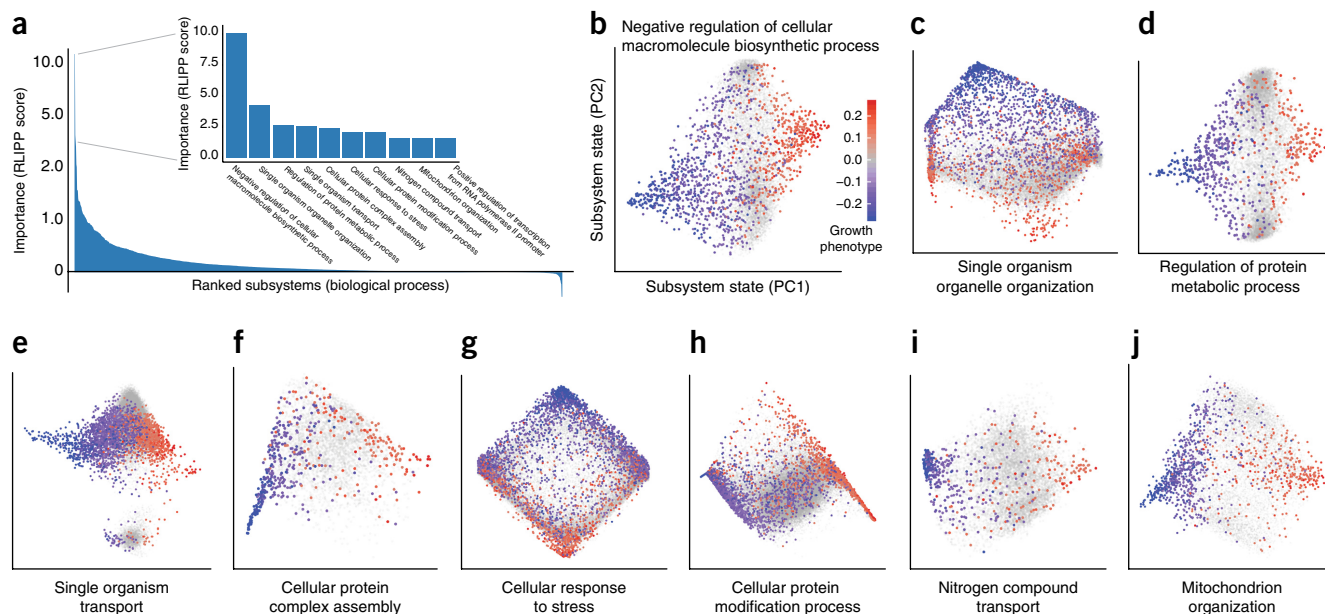 a
Importance (RLIPP score)
10.0
5.0
2.0
1.0
0
Ranked subsystems (biological process)
Importance (RLIPP score)
10.0
7.5
5.0
2.5
0.0
Negative regulation of cellular
macromolecule biosynthetic process
Single organism organelle organization
Regulation of protein metabolic process
Single organism transport
Cellular protein complex assembly
Cellular response to stress
Cellular protein modification process
Nitrogen compound transport
Mitochondrion organization
Positive regulation of transcription
from RNA polymerase II promoter
b
Negative regulation of cellular
macromolecule biosynthetic process
Subsystem state (PC2)
Subsystem state (PC1)
0.2
0.1
0.0
−0.1
−0.2
Growth
phenotype
c
Single organism
organelle organization
d
Regulation of protein
metabolic process
e
Single organism
transport
f
Cellular protein
complex assembly
g
Cellular response
to stress
h
Cellular protein
modification process
i
Nitrogen compound
transport
j
Mitochondrion
organization